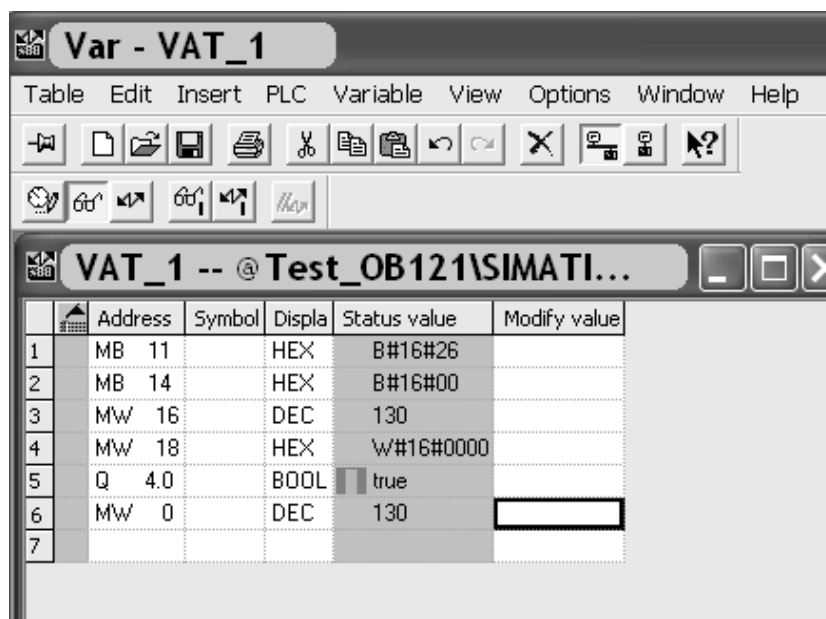 Var - VAT_1
Table Edit Insert PLC Variable View Options Window Help
VAT_1 -- @Test_OB121\SIMATI...
Address Symbol Displa Status value Modify value
1 MB 11 HEX B#16#26
2 MB 14 HEX B#16#00
3 MW 16 DEC 130
4 MW 18 HEX W#16#0000
5 Q 4.0 BOOL true
6 MW 0 DEC 130
7